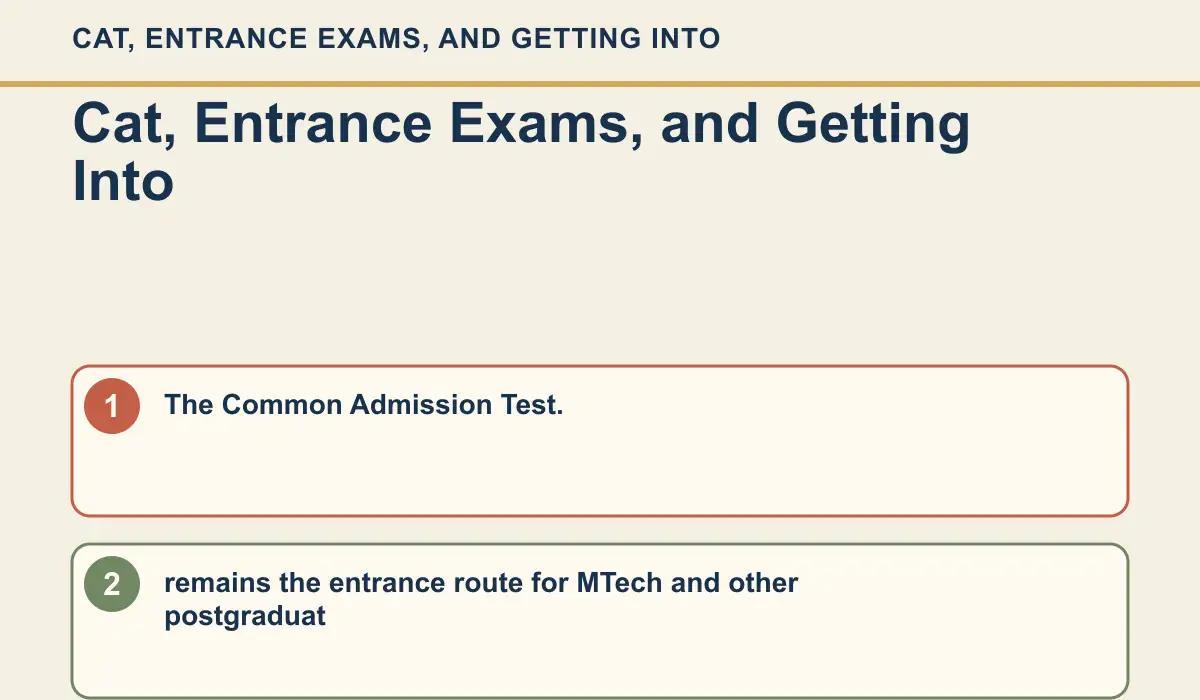 CAT, ENTRANCE EXAMS, AND GETTING INTO
Cat, Entrance Exams, and Getting
Into
1
The Common Admission Test.
2
remains the entrance route for MTech and other
postgraduat